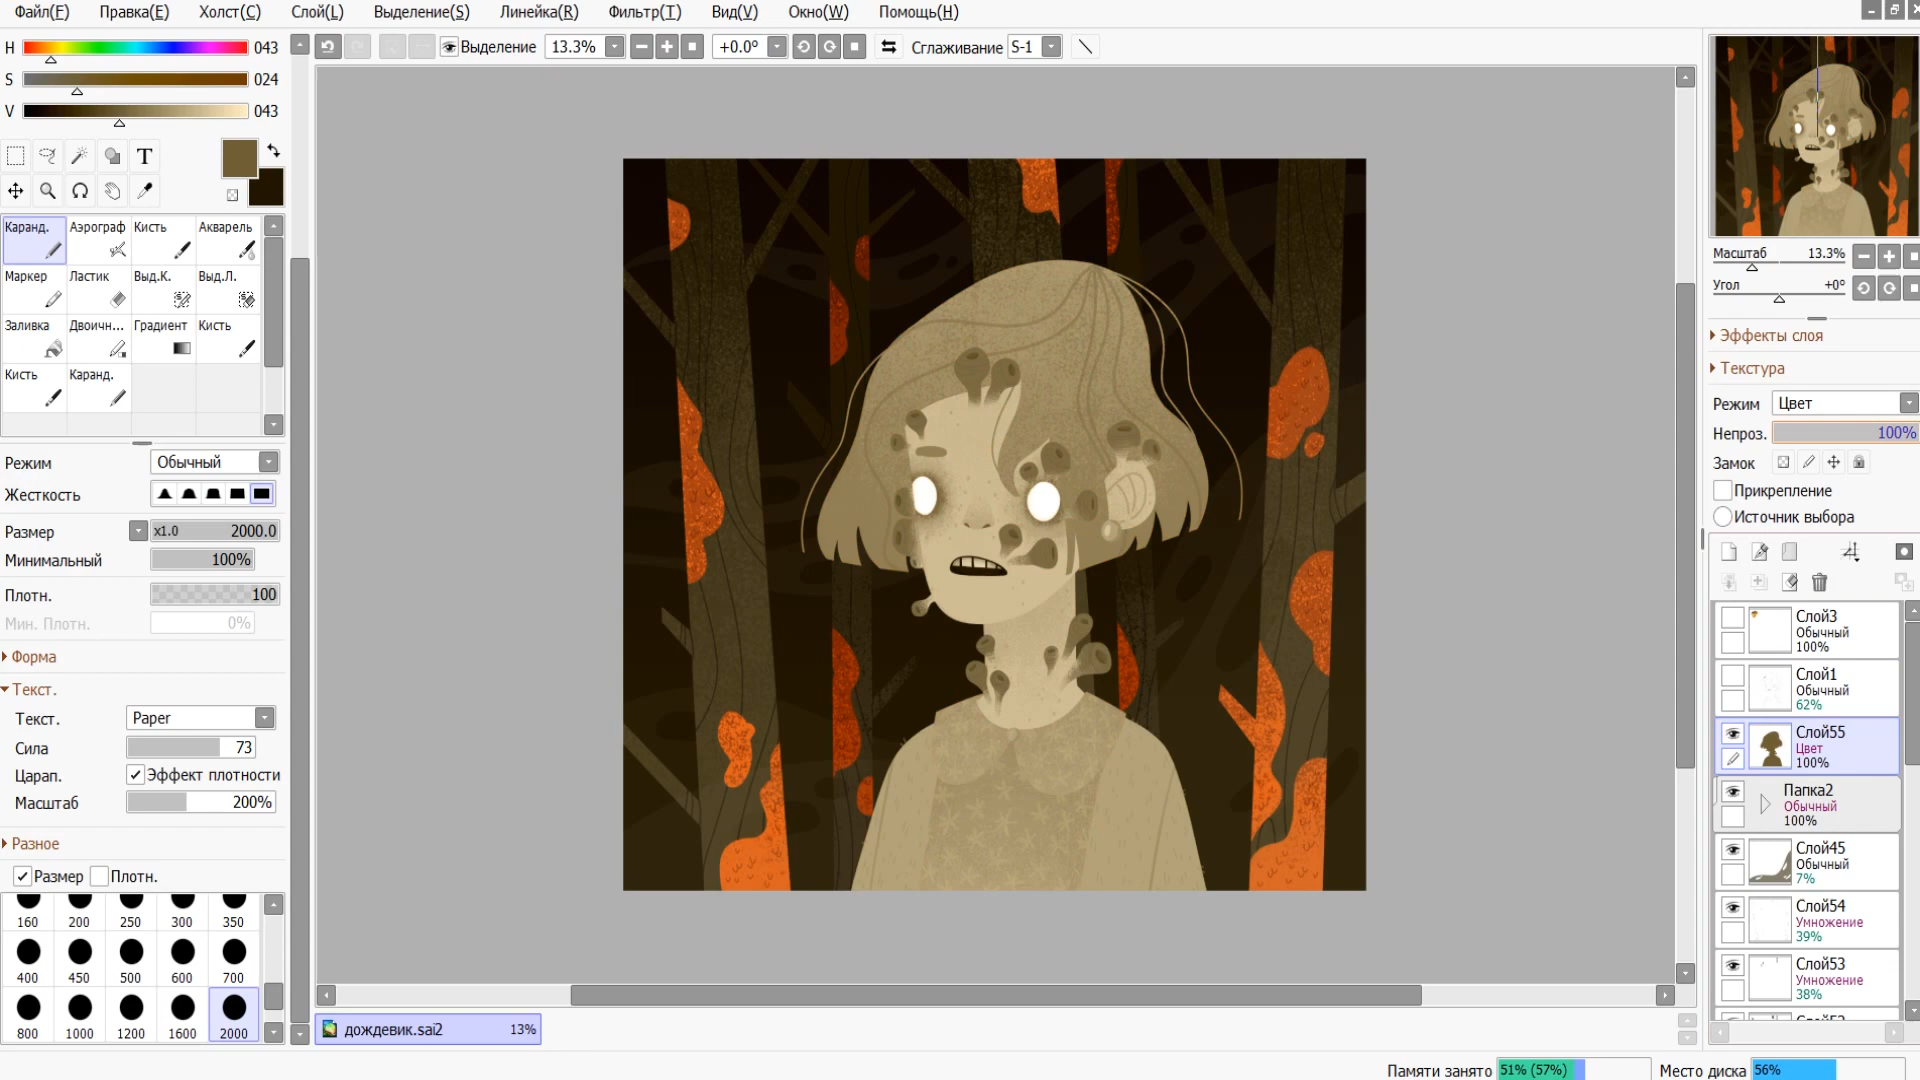 Файл(F) Правка(E) Холст(C) Слой(L) Выделение(S) Линейка(R) Фильтр(T) Вид(V) Окно(W) Помощь(H)
H 043
S 024
V 043
Выделение 13.3% +0.0° Сглаживание S-1
T
Каранд. Аэрограф Кисть Акварель
Маркер Ластик Выд.К. Выд.Л.
Заливка Двоичн... Градиент Кисть
Кисть Каранд.
Режим Обычный
Жесткость
Размер x1.0 2000.0
Минимальный 100%
Плотн. 100
Мин. Плотн. 0%
Форма
Текст.
Текст. Paper
Сила 73
Царап. Эффект плотности
Масштаб 200%
Разное
Размер Плотн.
160 200 250 300 350
400 450 500 600 700
800 1000 1200 1600 2000
дождевик.sai2 13%
Масштаб 13.3%
Угол +0°
Эффекты слоя
Текстура
Режим Цвет
Непроз. 100%
Замок
Прикрепление
Источник выбора
Слой3
Обычный
100%
Слой1
Обычный
62%
Слой55
Цвет
100%
Папка2
Обычный
100%
Слой45
Обычный
7%
Слой54
Умножение
39%
Слой53
Умножение
38%
Памяти занято 51% (57%) Место диска 56%